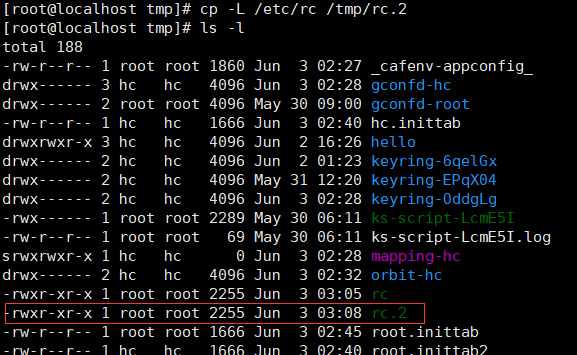 [root@localhost tmp]# cp -L /etc/rc /tmp/rc.2
[root@localhost tmp]# ls -l
total 188
-rw-r--r-- 1 root root 1860 Jun  3 02:27 _cafenv-appconfig_
drwx------ 3 hc   hc   4096 Jun  3 02:28 gconfd-hc
drwx------ 2 root root 4096 May 30 09:00 gconfd-root
-rw-r--r-- 1 hc   hc   1666 Jun  3 02:40 hc.inittab
drwxrwxr-x 3 hc   hc   4096 Jun  2 16:26 hello
drwx------ 2 hc   hc   4096 Jun  2 01:23 keyring-6qelGx
drwx------ 2 hc   hc   4096 May 31 12:20 keyring-EPqX04
drwx------ 2 hc   hc   4096 Jun  3 02:28 keyring-OddgLg
-rwx------ 1 root root 2289 May 30 06:11 ks-script-LcmE5I
-rw-r--r-- 1 root root   69 May 30 06:11 ks-script-LcmE5I.log
srwxrwxr-x 1 hc   hc      0 Jun  3 02:28 mapping-hc
drwx------ 2 hc   hc   4096 Jun  3 02:32 orbit-hc
-rwxr-xr-x 1 root root 2255 Jun  3 03:05 rc
-rwxr-xr-x 1 root root 2255 Jun  3 03:08 rc.2
-rw-r--r-- 1 root root 1666 Jun  3 02:45 root.inittab
-rw-r--r-- 1 root root 1666 Jun  3 02:46 root.inittab2